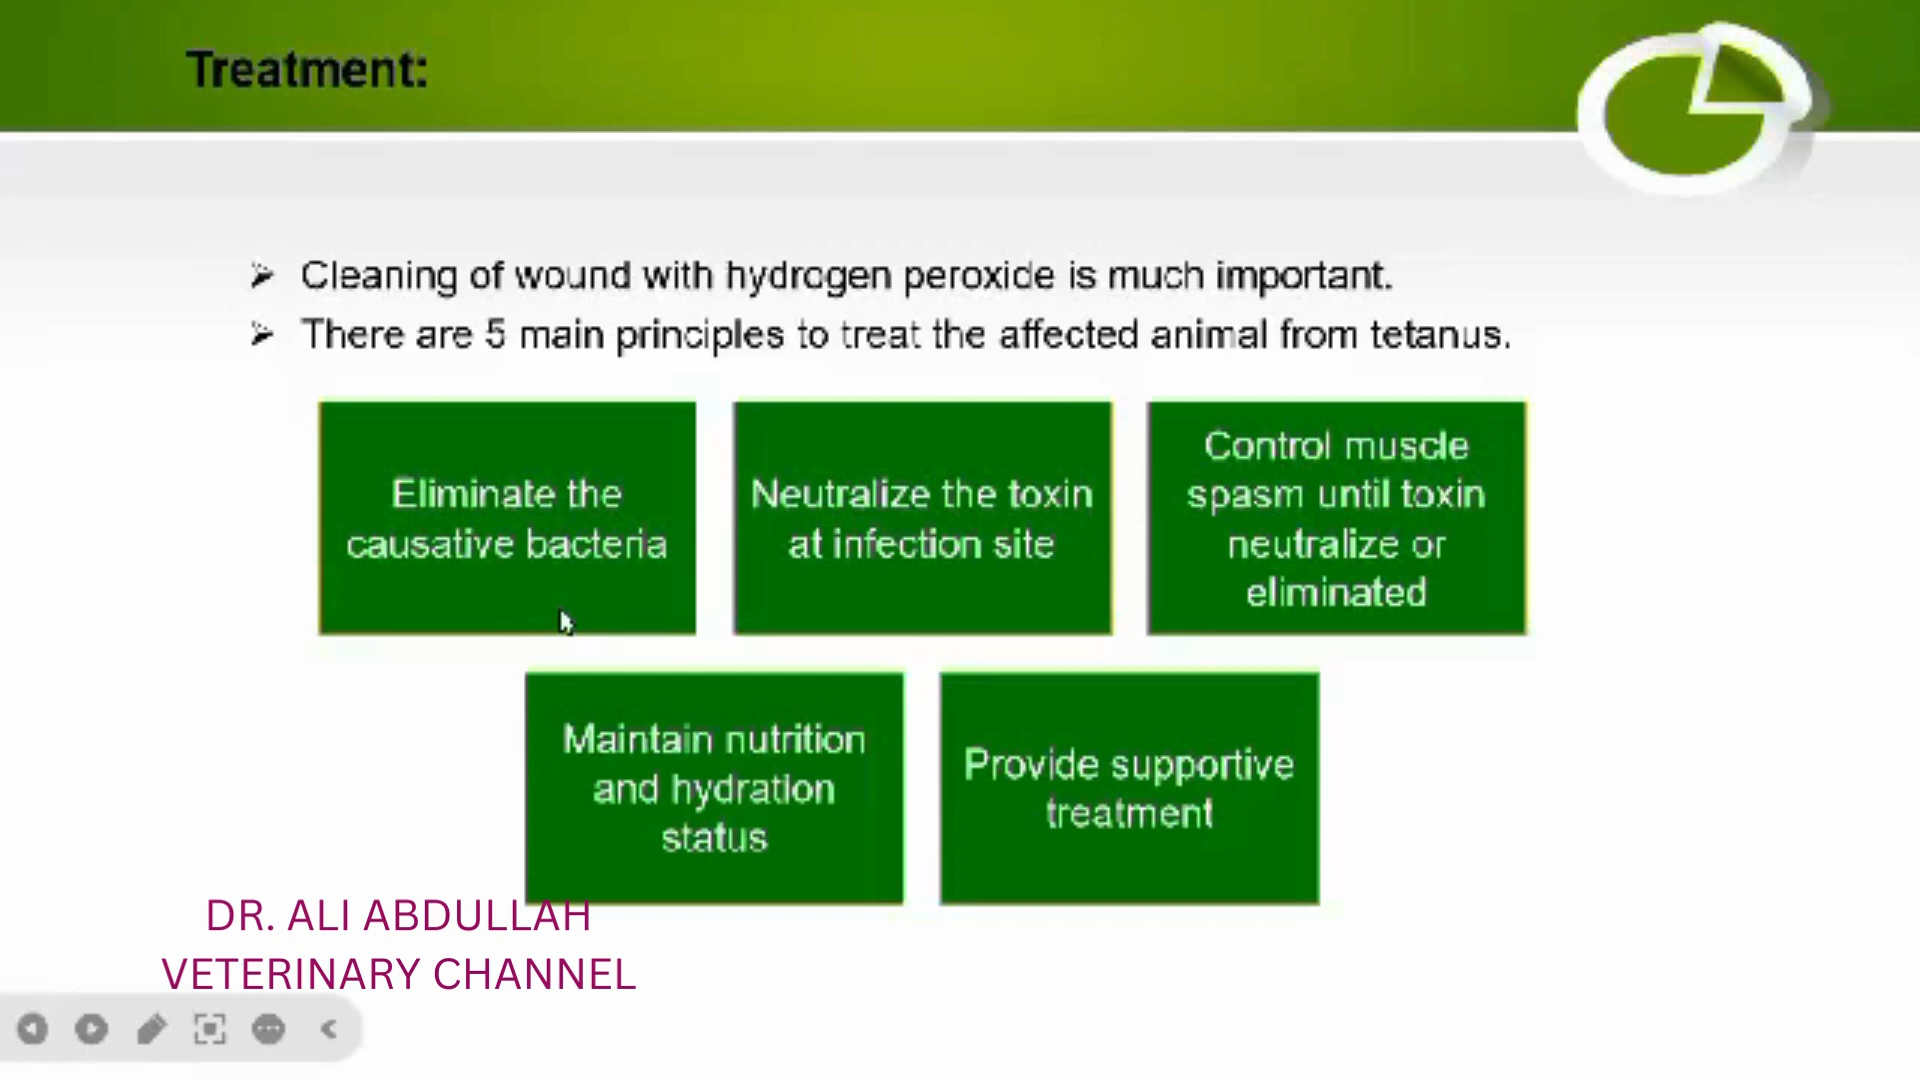 Treatment:
Cleaning of wound with hydrogen peroxide is much important.
There are 5 main principles to treat the affected animal from tetanus.
Eliminate the
causative bacteria
Neutralize the toxin
at infection site
Control muscle
spasm until toxin
neutralize or
eliminated
Maintain nutrition
and hydration
status
Provide supportive
treatment
DR. ALI ABDULLAH
VETERINARY CHANNEL